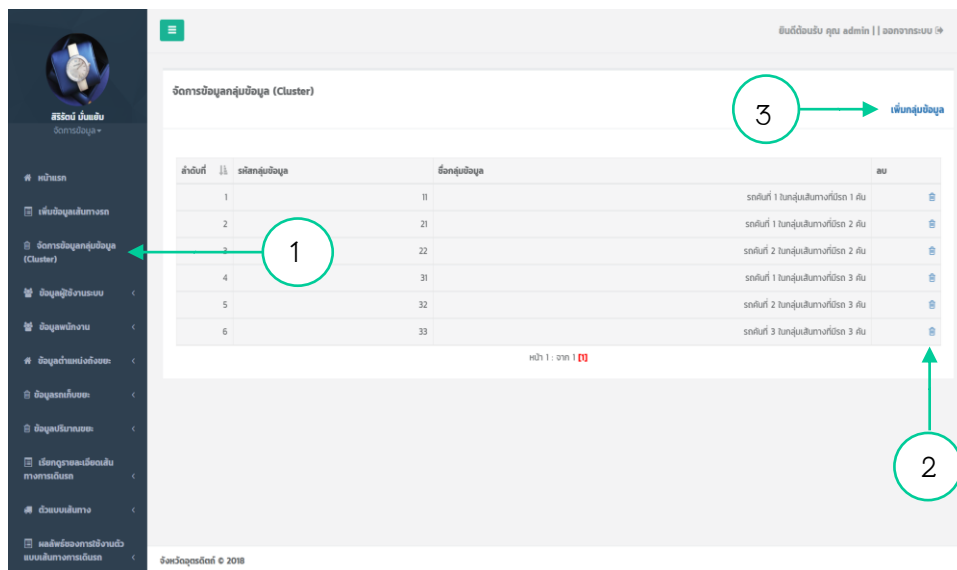 ยินดีต้อนรับ คุณ admin | | ออกจากระบบ
สิริรัตน์ ปั่นแย้ม
จัดการข้อมูล
หน้าแรก
เพิ่มข้อมูลเส้นทางรถ
จัดการข้อมูลกลุ่มข้อมูล
(Cluster)
ข้อมูลผู้ใช้งานระบบ
ข้อมูลพนักงาน
ข้อมูลตำแหน่งถังขยะ
ข้อมูลรถเก็บขยะ
ข้อมูลปริมาณขยะ
เรียกดูรายละเอียดเส้น
ทางการเดินรถ
ตัวแบบเส้นทาง
ผลลัพธ์ของการใช้งานตัว
แบบเส้นทางการเดินรถ
จัดการข้อมูลกลุ่มข้อมูล (Cluster)
3
เพิ่มกลุ่มข้อมูล
ลำดับที่ รหัสกลุ่มข้อมูล ชื่อกลุ่มข้อมูล ลบ
1 11 รถคันที่ 1 ในกลุ่มเส้นทางที่มีรถ 1 คัน
2 21 รถคันที่ 1 ในกลุ่มเส้นทางที่มีรถ 2 คัน
3 22 รถคันที่ 2 ในกลุ่มเส้นทางที่มีรถ 2 คัน
4 31 รถคันที่ 1 ในกลุ่มเส้นทางที่มีรถ 3 คัน
5 32 รถคันที่ 2 ในกลุ่มเส้นทางที่มีรถ 3 คัน
6 33 รถคันที่ 3 ในกลุ่มเส้นทางที่มีรถ 3 คัน
1
หน้า 1 : จาก 1 [1]
2
จังหวัดอุตรดิตถ์ © 2018